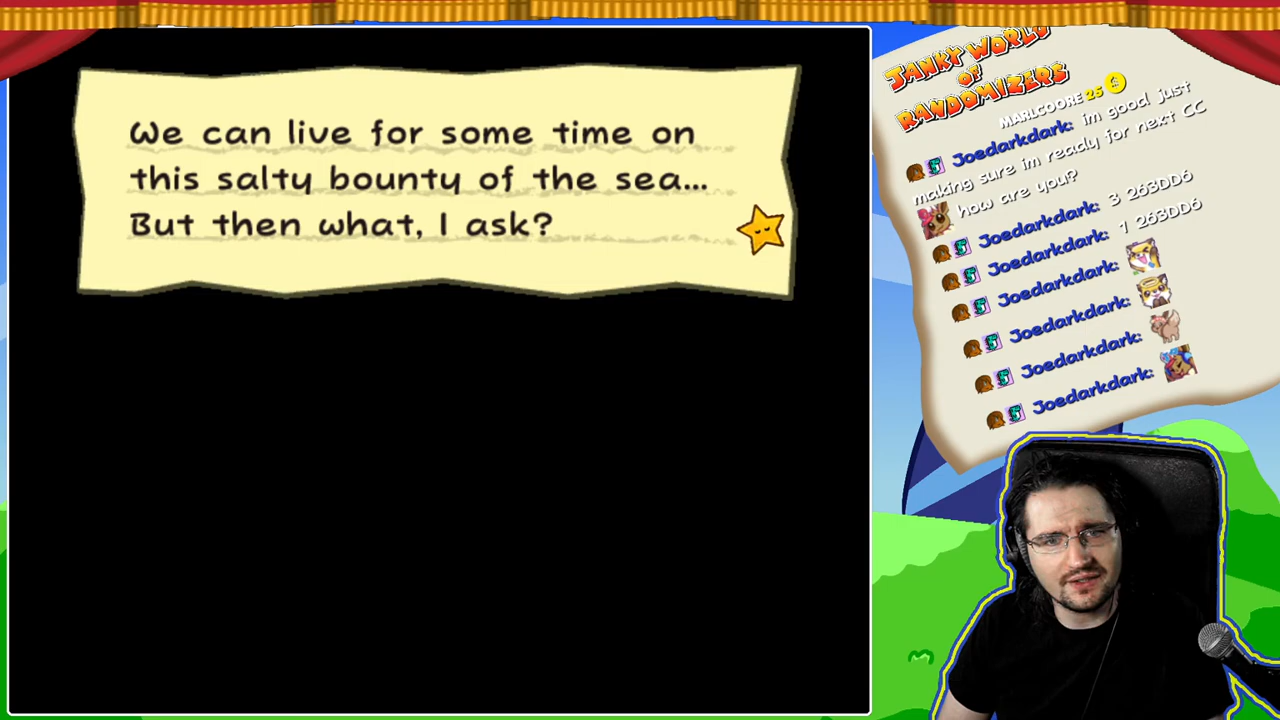 We can live for some time on
this salty bounty of the sea...
But then what, I ask?
JANKY WORLD
OF
RANDOMIZERS
MARLCOORE 25
Joedarkdark: im good just
making sure im ready for next CC
how are you?
Joedarkdark: 3 263DD6
Joedarkdark: 1 263DD6
Joedarkdark:
Joedarkdark:
Joedarkdark:
Joedarkdark: